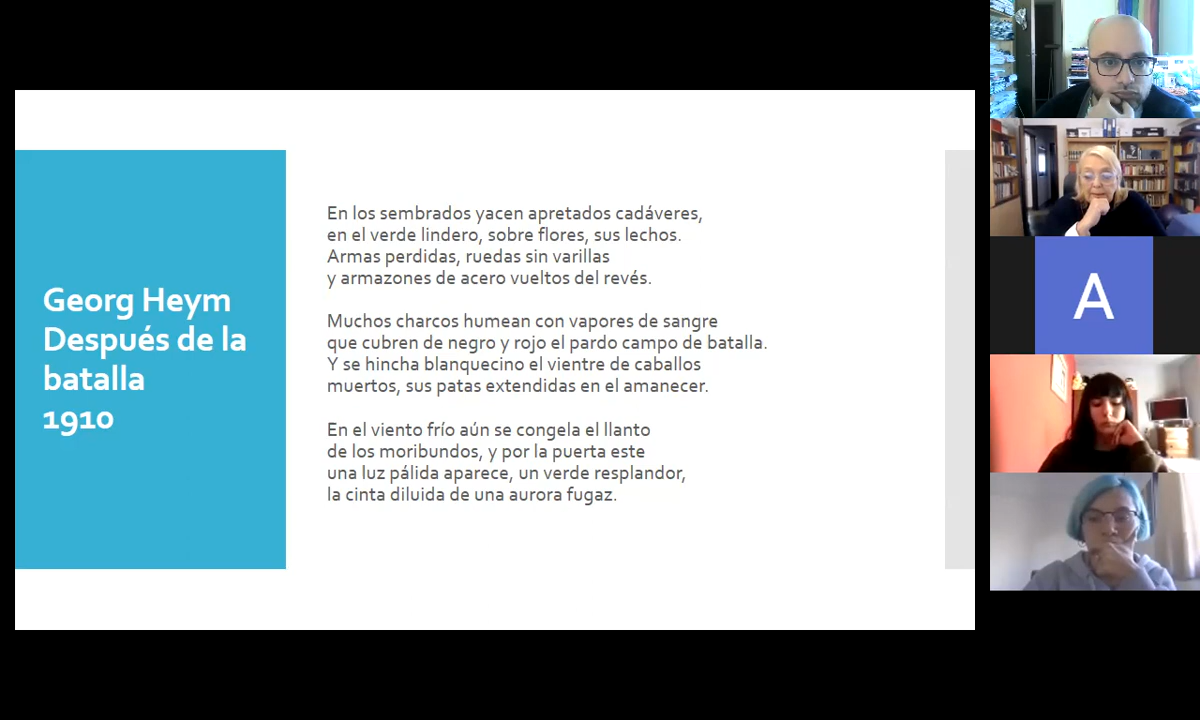 Georg Heym
Después de la
batalla
1910
En los sembrados yacen apretados cadáveres,
en el verde lindero, sobre flores, sus lechos.
Armas perdidas, ruedas sin varillas
y armazones de acero vueltos del revés.
Muchos charcos humean con vapores de sangre
que cubren de negro y rojo el pardo campo de batalla.
Y se hincha blanquecino el vientre de caballos
muertos, sus patas extendidas en el amanecer.
En el viento frío aún se congela el llanto
de los moribundos, y por la puerta este
una luz pálida aparece, un verde resplandor,
la cinta diluida de una aurora fugaz.
A